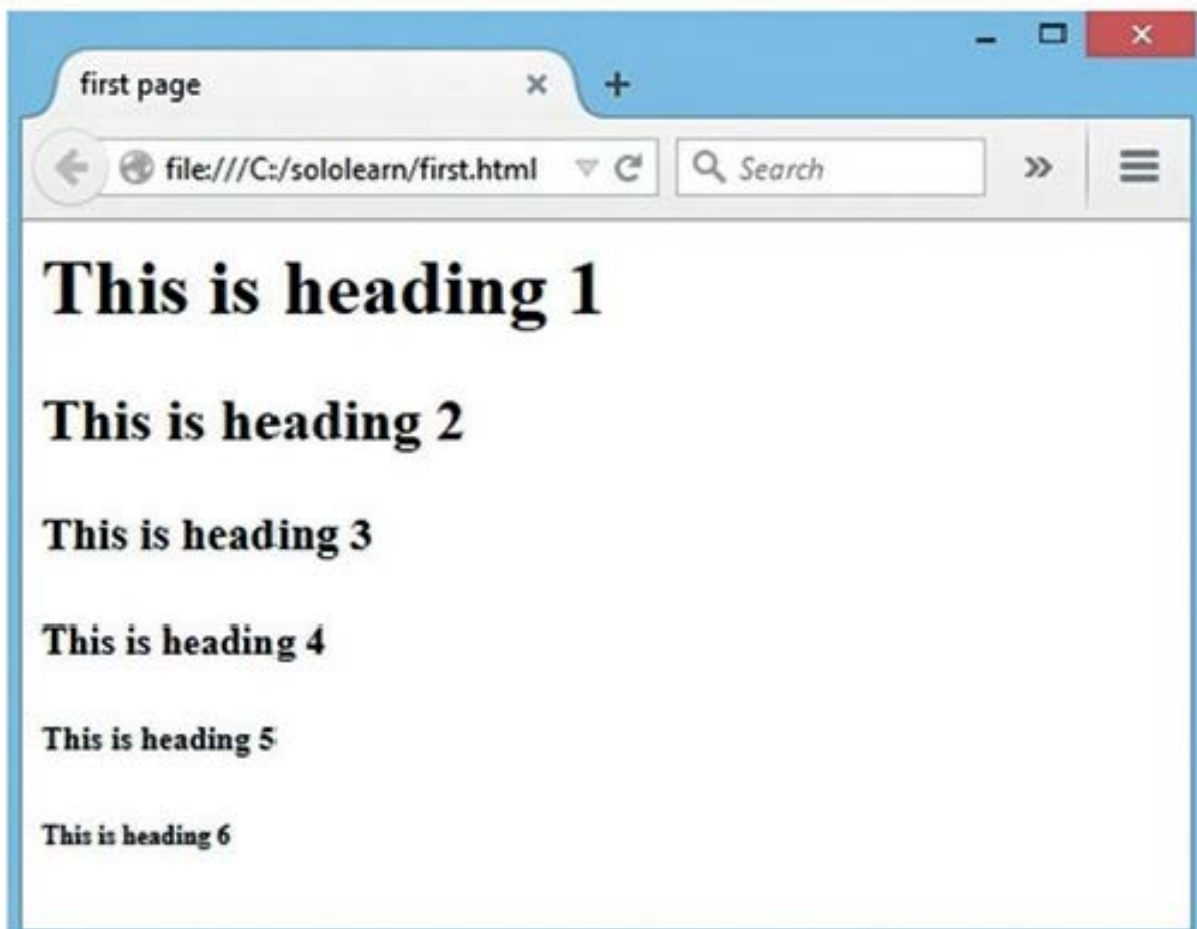 first page
file:///C:/sololearn/first.html
Search
This is heading 1
This is heading 2
This is heading 3
This is heading 4
This is heading 5
This is heading 6